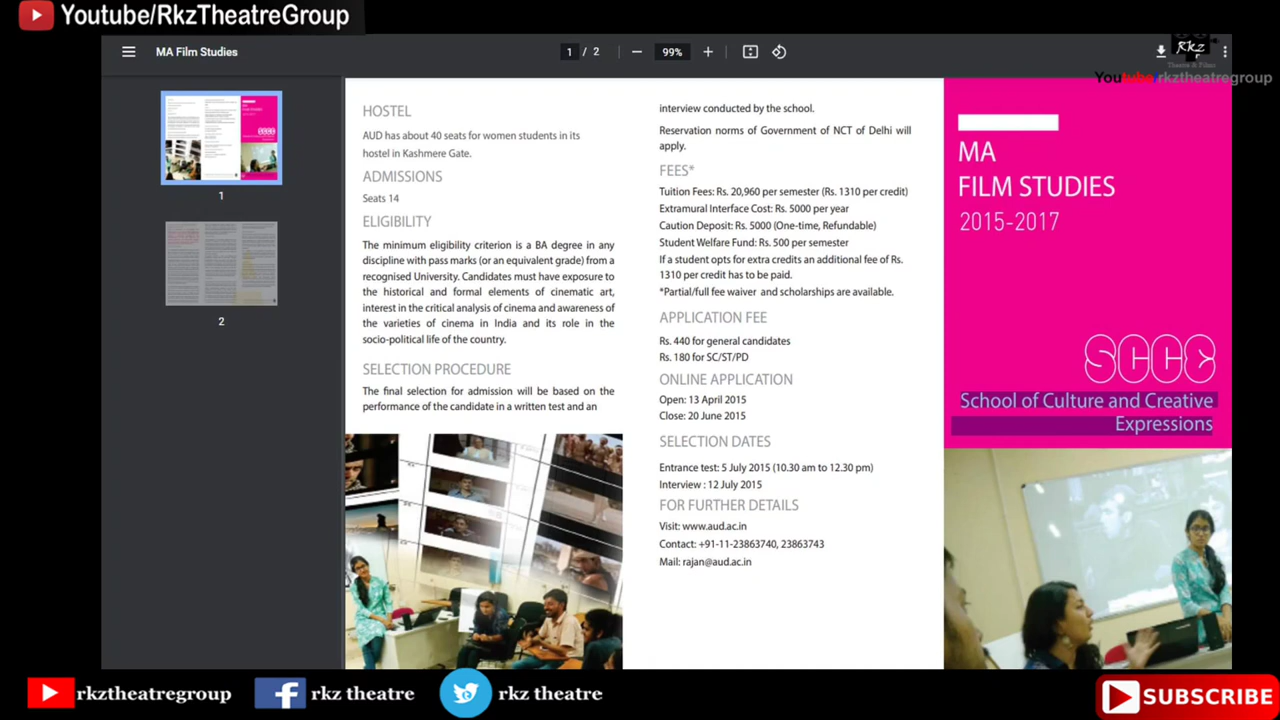 Youtube/RkzTheatreGroup
MA Film Studies
1 / 2
99%
Rkz
Youtube/rkztheatregroup
1
2
HOSTEL
AUD has about 40 seats for women students in its
hostel in Kashmere Gate.
ADMISSIONS
Seats 14
ELIGIBILITY
The minimum eligibility criterion is a BA degree in any
discipline with pass marks (or an equivalent grade) from a
recognised University. Candidates must have exposure to
the historical and formal elements of cinematic art,
interest in the critical analysis of cinema and awareness of
the varieties of cinema in India and its role in the
socio-political life of the country.
SELECTION PROCEDURE
The final selection for admission will be based on the
performance of the candidate in a written test and an
interview conducted by the school.
Reservation norms of Government of NCT of Delhi will
apply.
FEES*
Tuition Fees: Rs. 20,960 per semester (Rs. 1310 per credit)
Extramural Interface Cost: Rs. 5000 per year
Caution Deposit: Rs. 5000 (One-time, Refundable)
Student Welfare Fund: Rs. 500 per semester
If a student opts for extra credits an additional fee of Rs.
1310 per credit has to be paid.
*Partial/full fee waiver and scholarships are available.
APPLICATION FEE
Rs. 440 for general candidates
Rs. 180 for SC/ST/PD
ONLINE APPLICATION
Open: 13 April 2015
Close: 20 June 2015
SELECTION DATES
Entrance test: 5 July 2015 (10.30 am to 12.30 pm)
Interview : 12 July 2015
FOR FURTHER DETAILS
Visit: www.aud.ac.in
Contact: +91-11-23863740, 23863743
Mail: rajan@aud.ac.in
MA
FILM STUDIES
2015-2017
SCCE
School of Culture and Creative
Expressions
rkztheatregroup
rkz theatre
rkz theatre
SUBSCRIBE